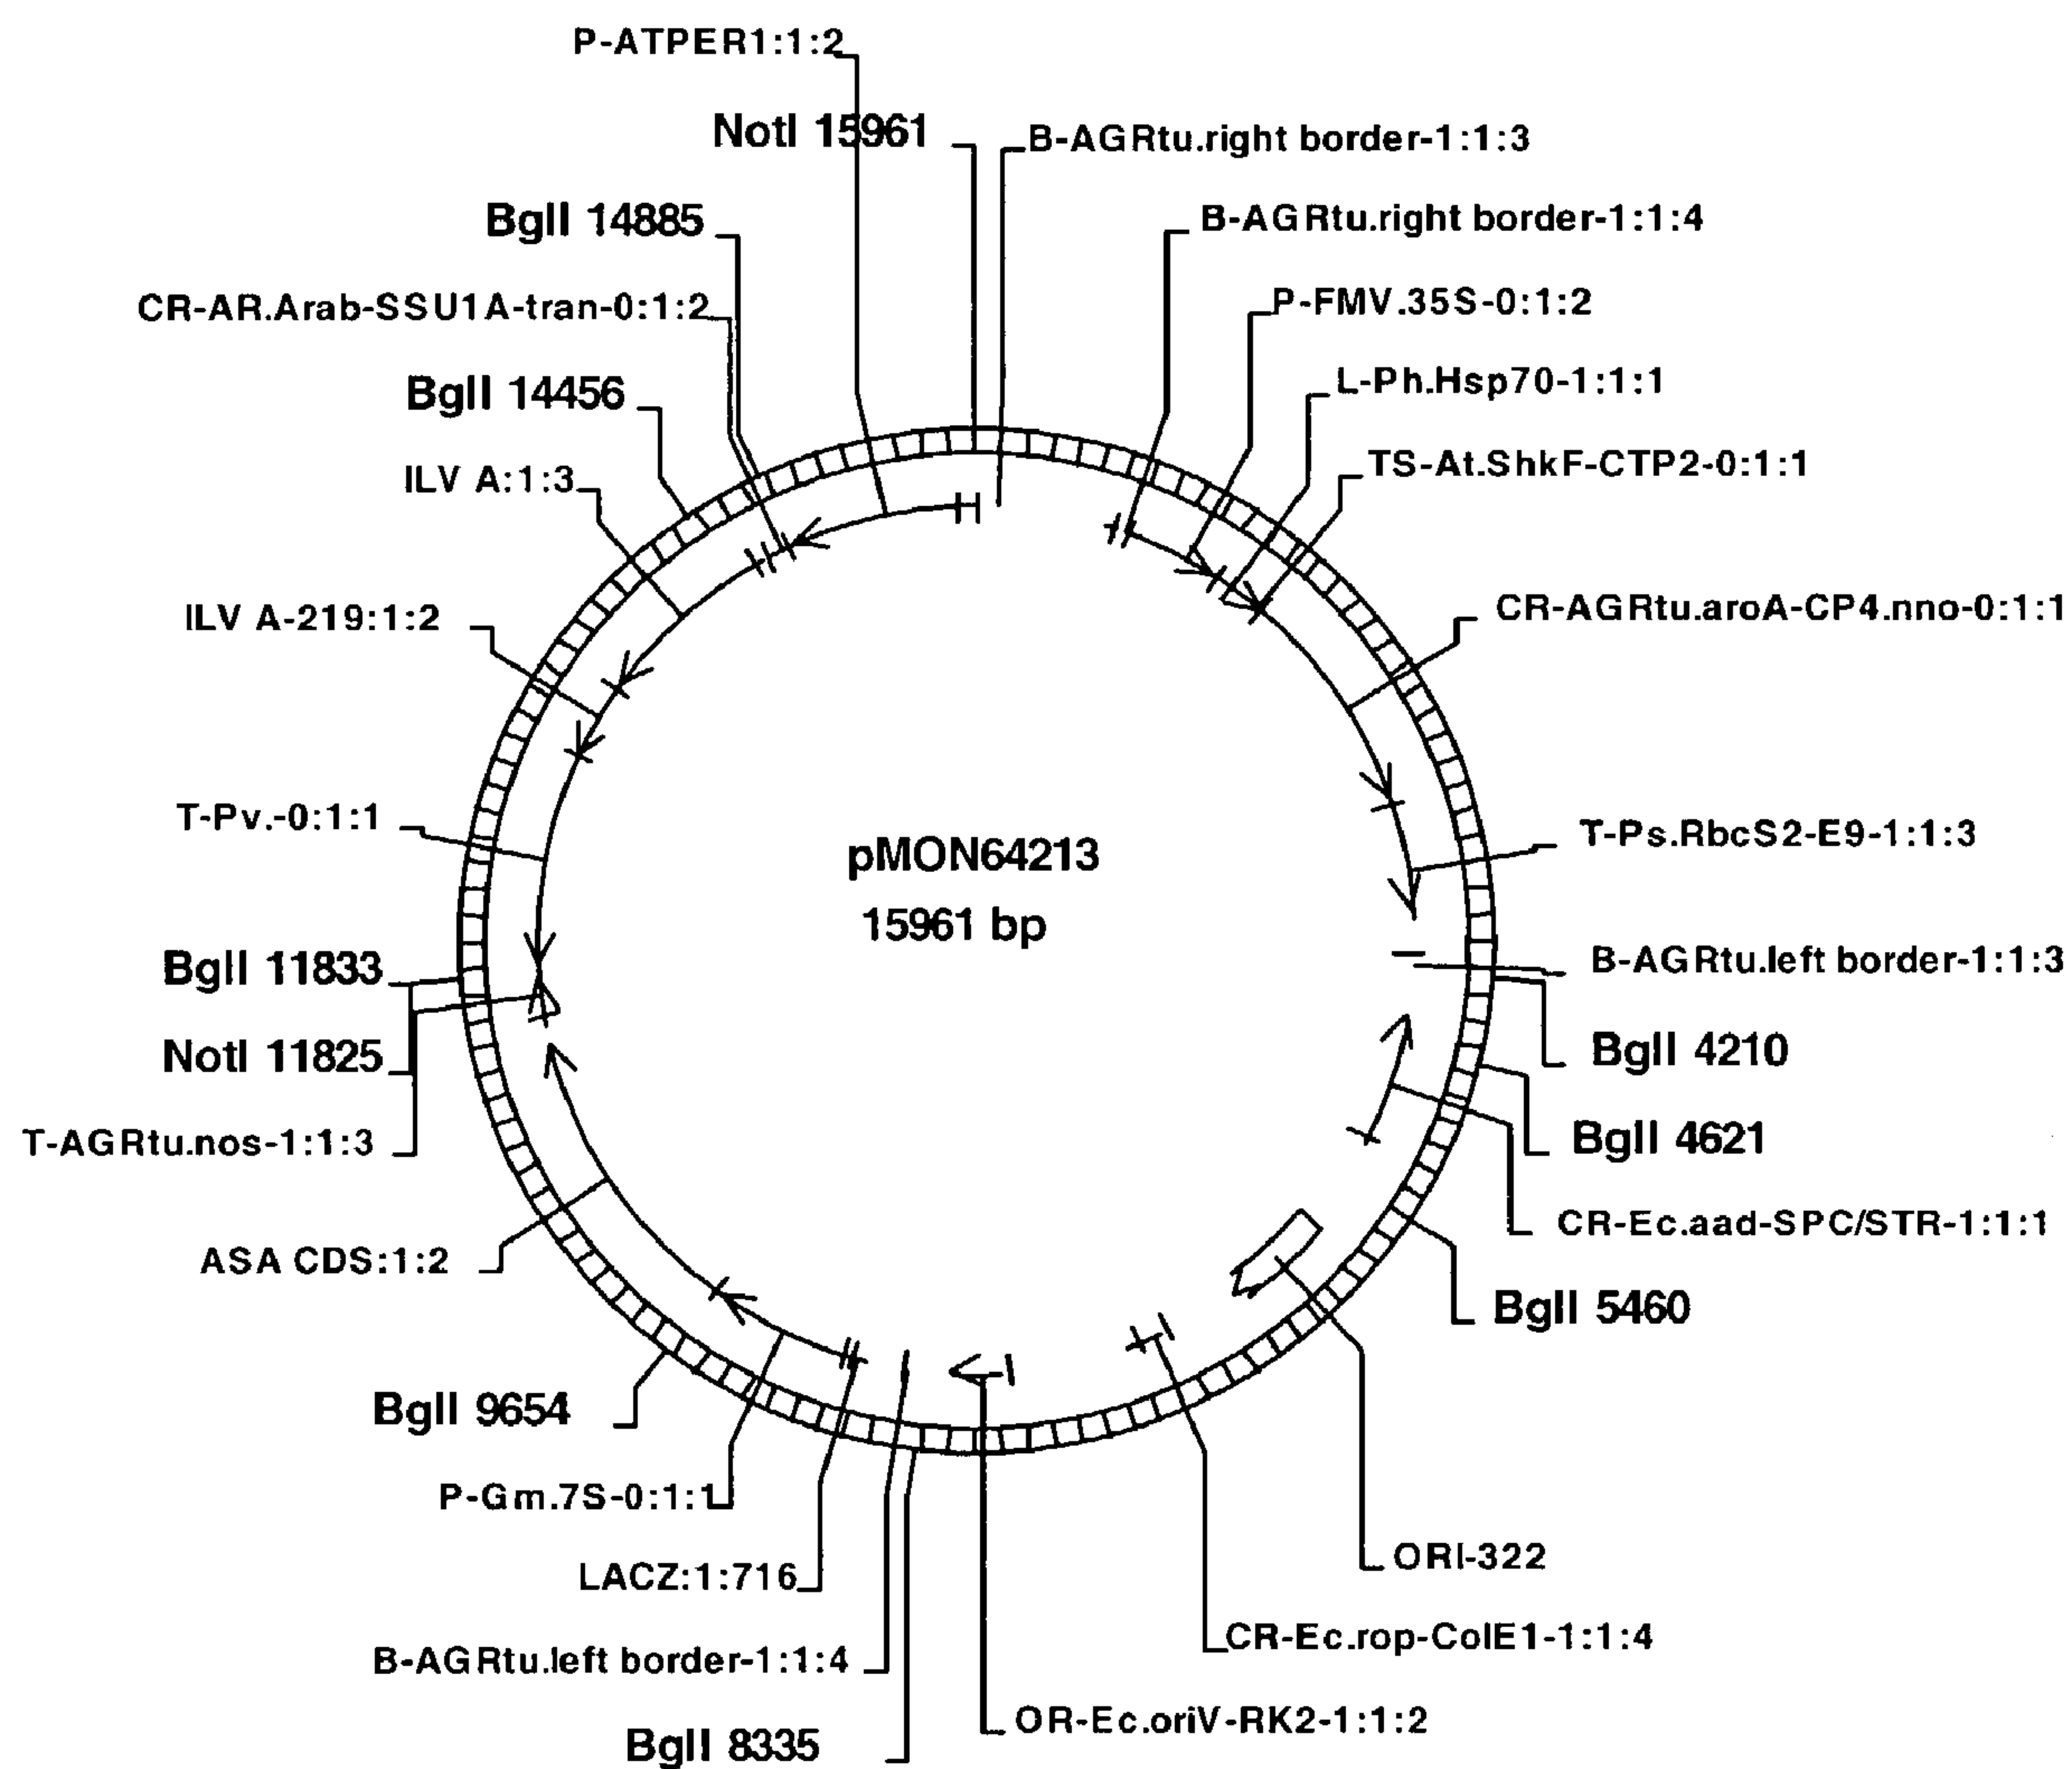 P-ATPER1:1:2
NotI 15961
B-AGRtu.right border-1:1:3
BglI 14885
B-AGRtu.right border-1:1:4
CR-AR.Arab-SSU1A-tran-0:1:2
P-FMV.35S-0:1:2
BglI 14456
L-Ph.Hsp70-1:1:1
ILV A:1:3
TS-At.ShkF-CTP2-0:1:1
ILV A-219:1:2
CR-AGRtu.aroA-CP4.nno-0:1:1
T-Pv.-0:1:1
pMON64213
15961 bp
T-Ps.RbcS2-E9-1:1:3
BglI 11833
B-AGRtu.left border-1:1:3
NotI 11825
BglI 4210
T-AGRtu.nos-1:1:3
BglI 4621
ASA CDS:1:2
CR-Ec.aad-SPC/STR-1:1:1
BglI 5460
BglI 9654
P-Gm.7S-0:1:1
ORI-322
LACZ:1:716
CR-Ec.rop-ColE1-1:1:4
B-AGRtu.left border-1:1:4
OR-Ec.oriV-RK2-1:1:2
BglI 8335